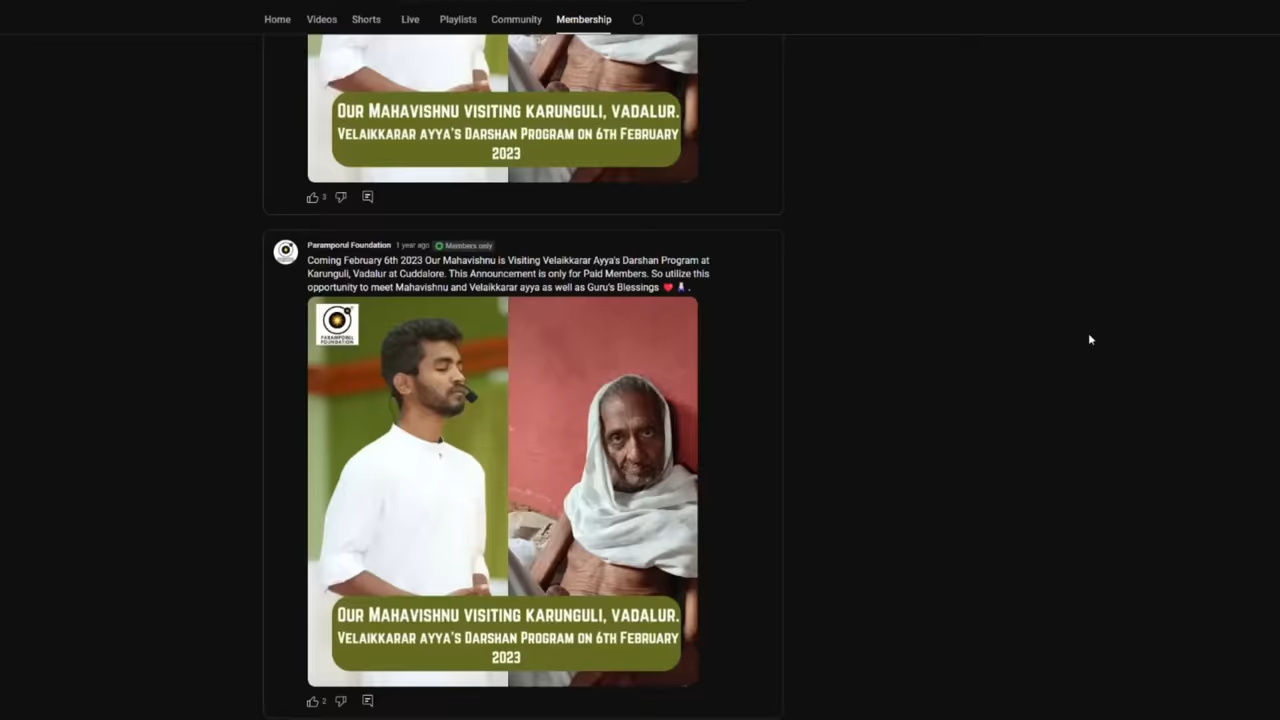 Home Videos Shorts Live Playlists Community Membership
OUR MAHAVISHNU VISITING KARUNGULI, VADALUR.
VELAIKKARAR AYYA'S DARSHAN PROGRAM ON 6TH FEBRUARY
2023
3
Paramporul Foundation 1 year ago Members only
Coming February 6th 2023 Our Mahavishnu is Visiting Velaikkarar Ayya's Darshan Program at
Karunguli, Vadalur at Cuddalore. This Announcement is only for Paid Members. So utilize this
opportunity to meet Mahavishnu and Velaikkarar ayya as well as Guru's Blessings ❤️ .
PARAMPORUL
FOUNDATION
OUR MAHAVISHNU VISITING KARUNGULI, VADALUR.
VELAIKKARAR AYYA'S DARSHAN PROGRAM ON 6TH FEBRUARY
2023
2